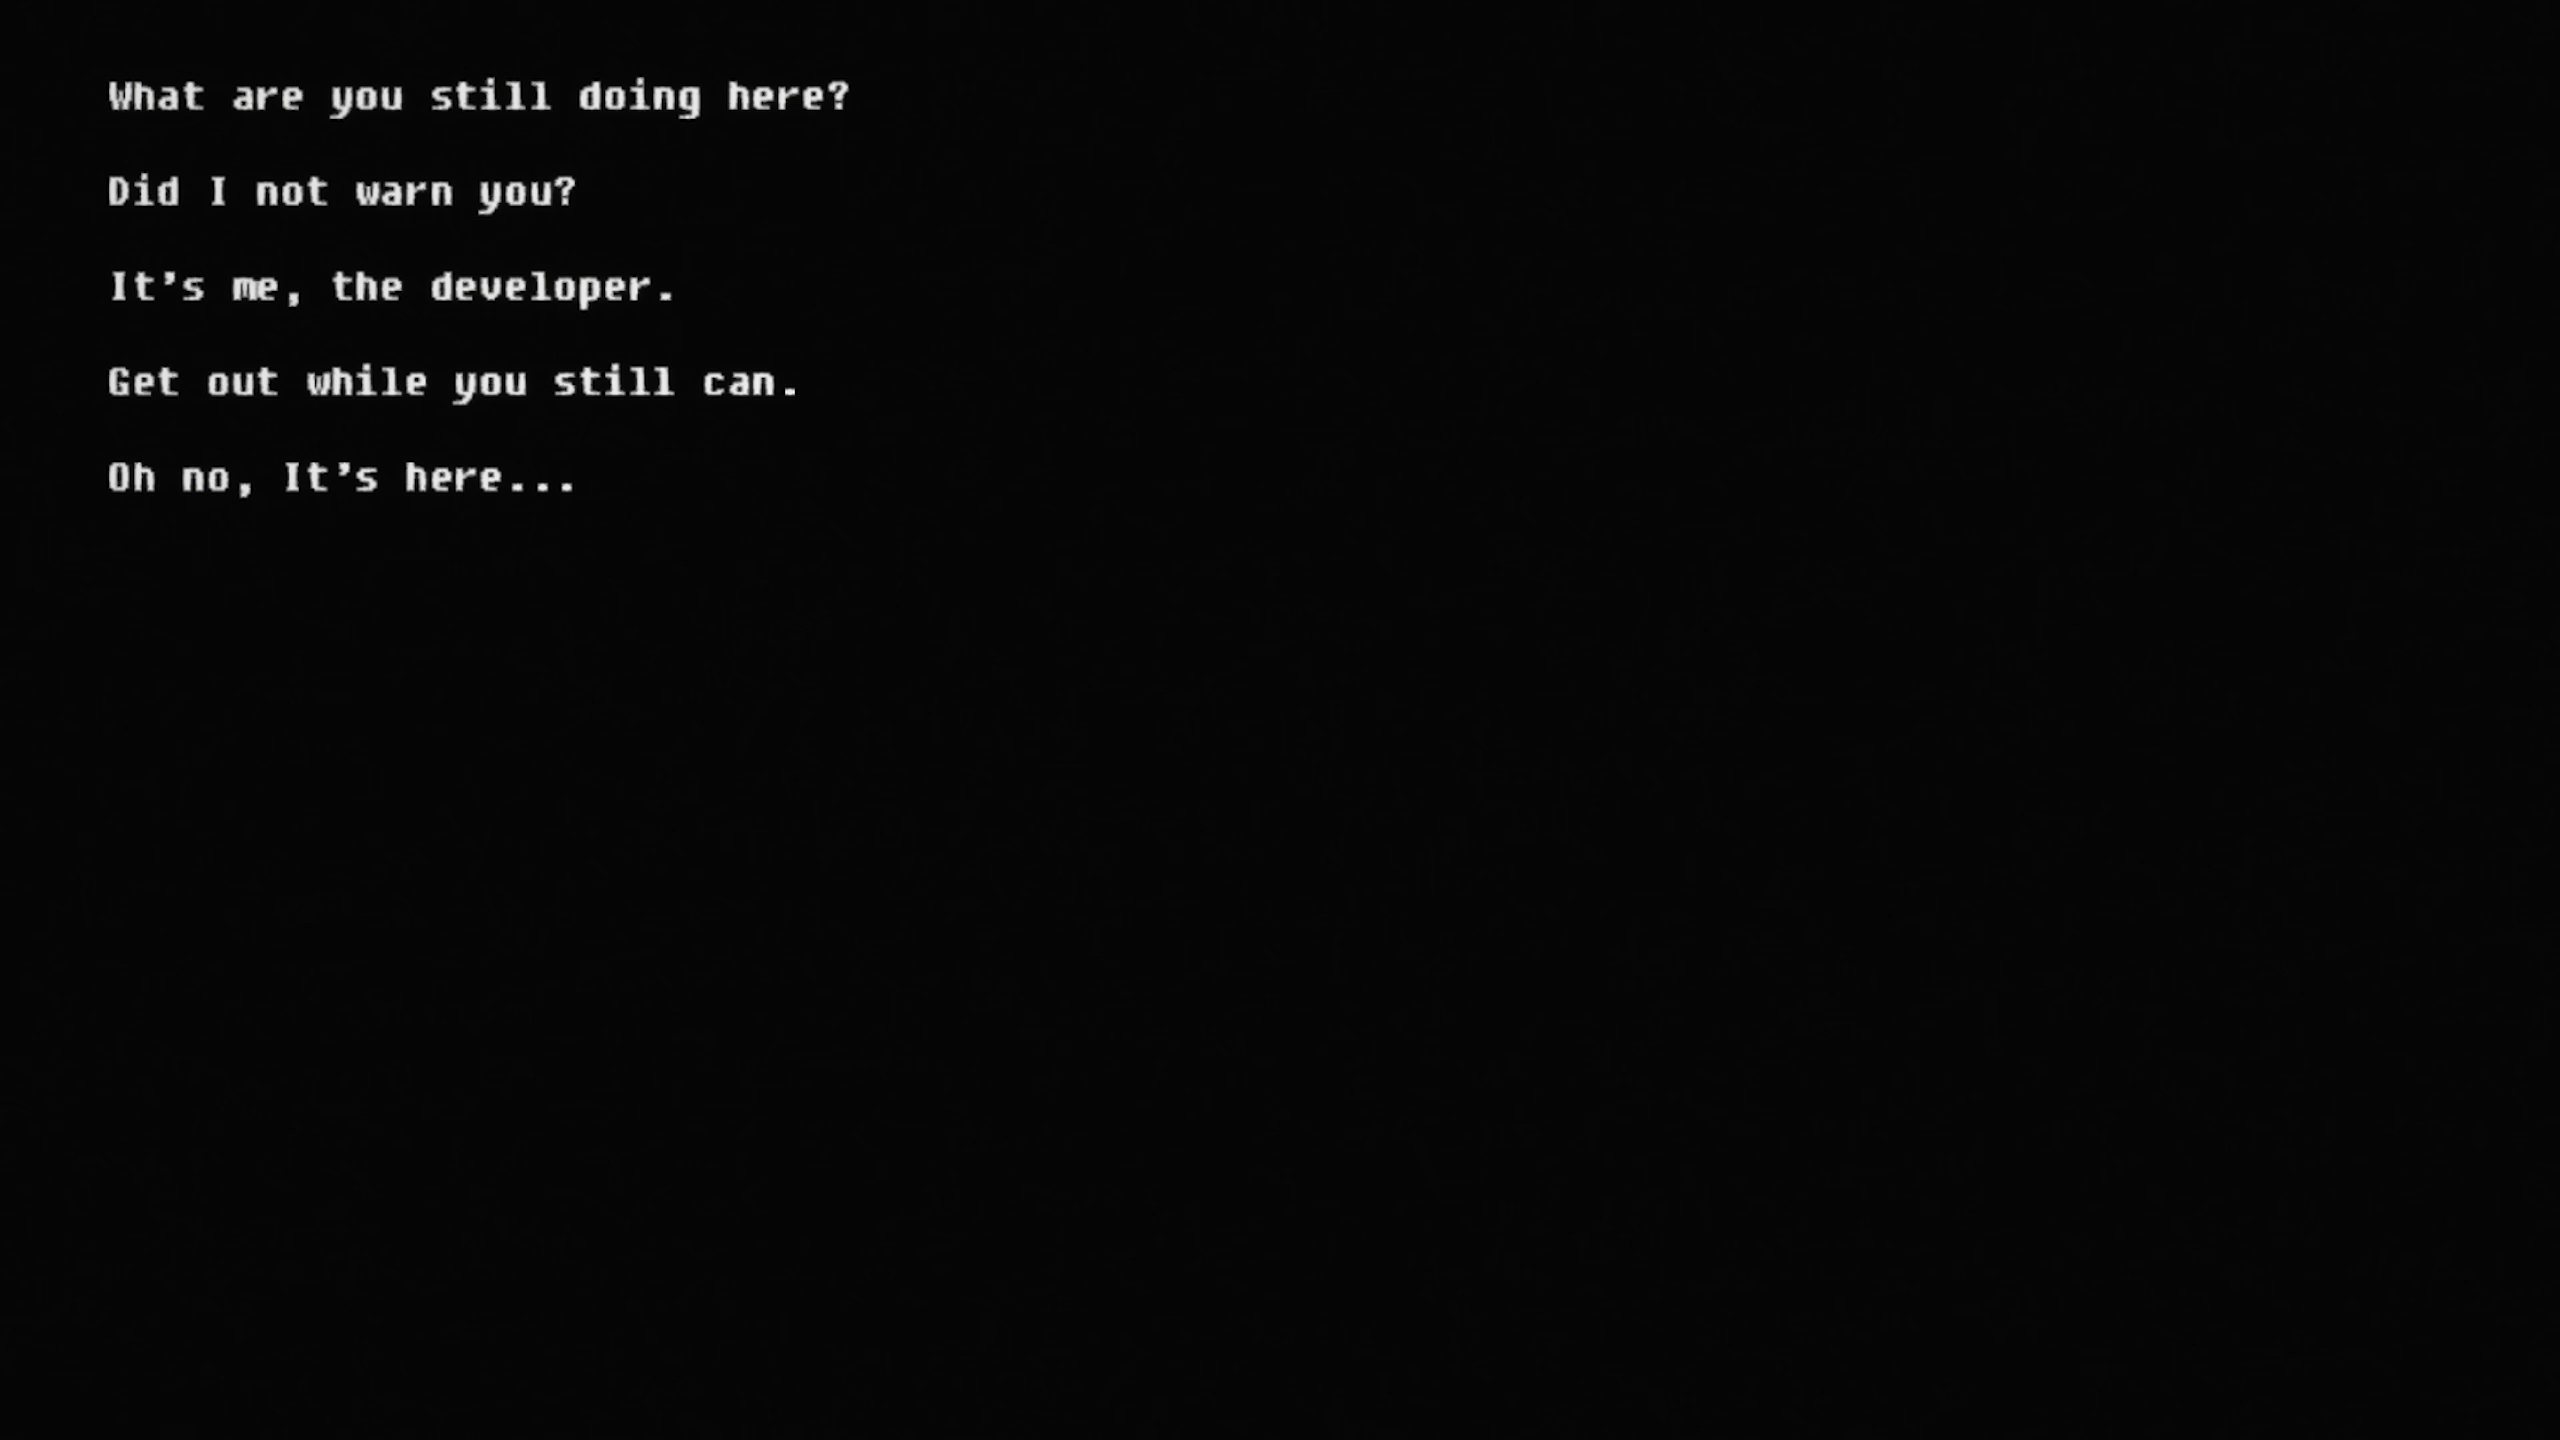 What are you still doing here?
Did I not warn you?
It's me, the developer.
Get out while you still can.
Oh no, It's here...